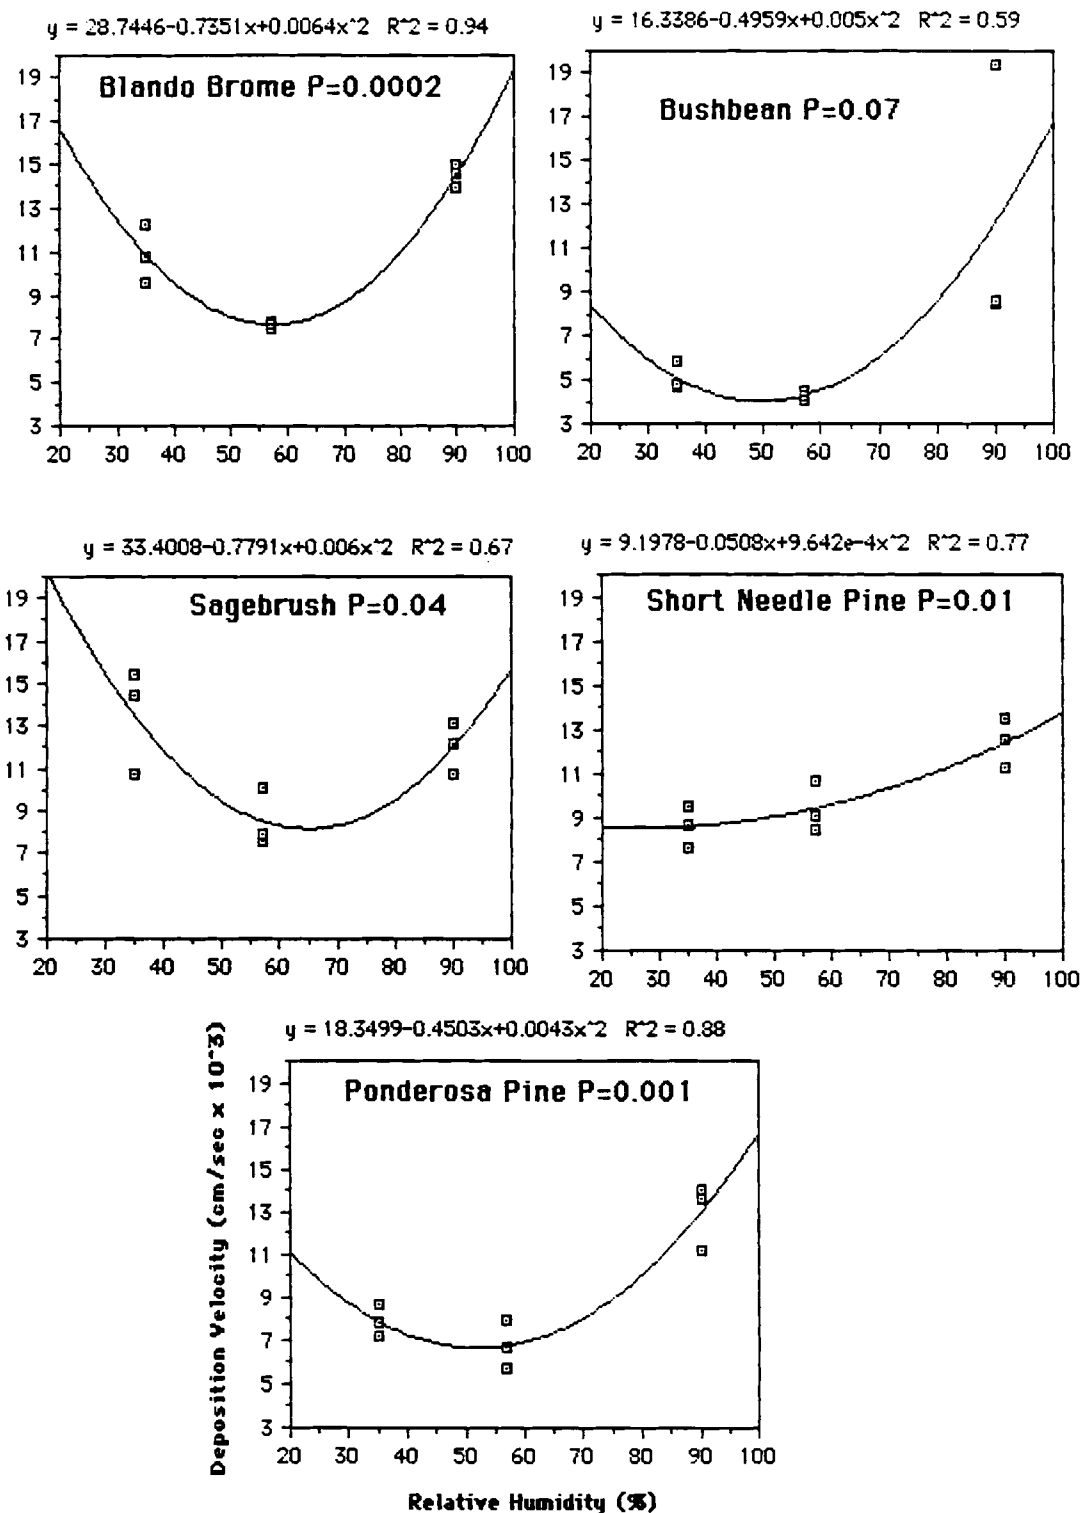 y = 28.7446-0.7351x+0.0064x^2 R^2 = 0.94
y = 16.3386-0.4959x+0.005x^2 R^2 = 0.59
Blando Brome P=0.0002
19
17
15
13
11
9
7
5
3
20 30 40 50 60 70 80 90 100
Bushbean P=0.07
19
17
15
13
11
9
7
5
3
20 30 40 50 60 70 80 90 100
y = 33.4008-0.7791x+0.006x^2 R^2 = 0.67
y = 9.1978-0.0508x+9.642e-4x^2 R^2 = 0.77
Sagebrush P=0.04
19
17
15
13
11
9
7
5
3
20 30 40 50 60 70 80 90 100
Short Needle Pine P=0.01
19
17
15
13
11
9
7
5
3
20 30 40 50 60 70 80 90 100
y = 18.3499-0.4503x+0.0043x^2 R^2 = 0.88
Ponderosa Pine P=0.001
Deposition Velocity (cm/sec x 10^3)
19
17
15
13
11
9
7
5
3
20 30 40 50 60 70 80 90 100
Relative Humidity (%)